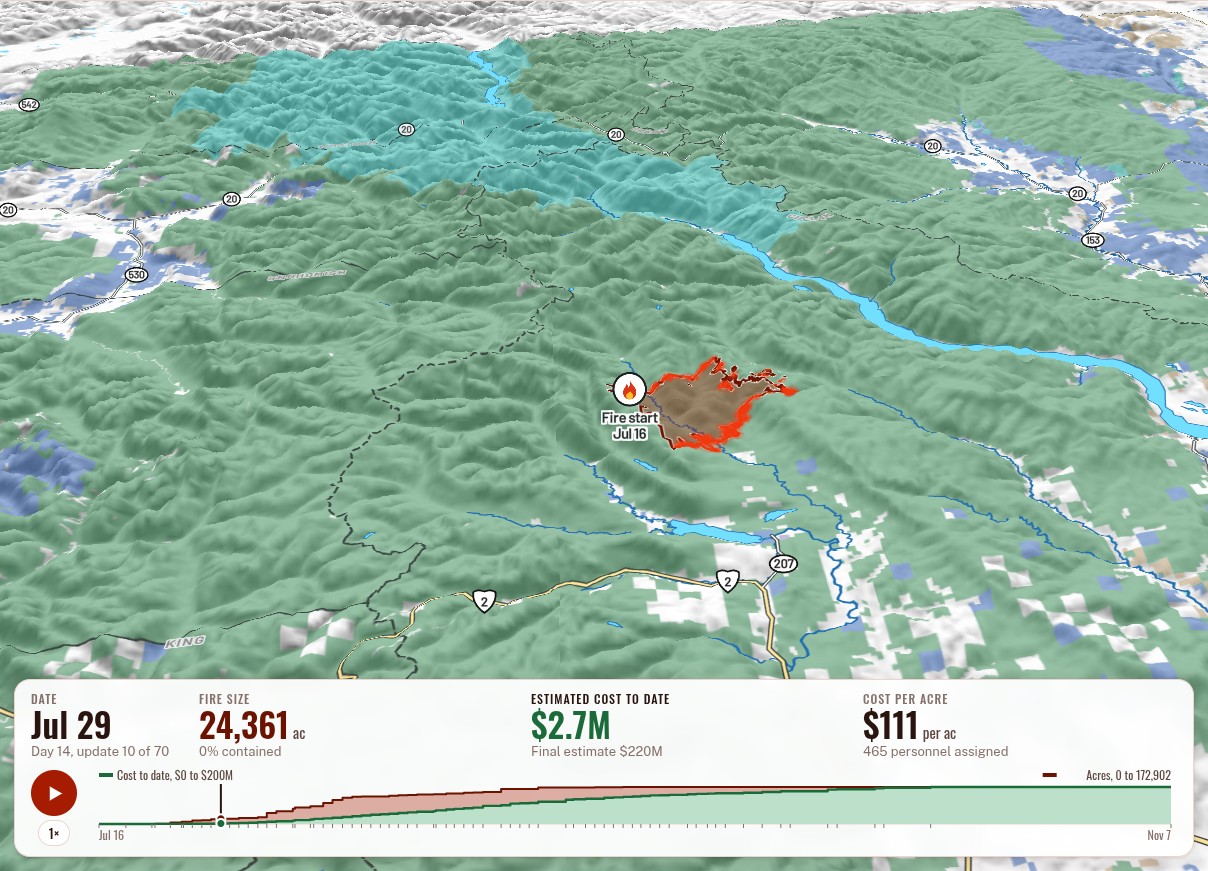 542
20
20
20
20
20
20
530
153
Fire start
Jul 16
207
2
2
KING
DATE
Jul 29
Day 14, update 10 of 70
FIRE SIZE
24,361 ac
0% contained
ESTIMATED COST TO DATE
$2.7M
Final estimate $220M
COST PER ACRE
$111 per ac
465 personnel assigned
Cost to date, $0 to $200M
Acres, 0 to 172,902
1×
Jul 16
Nov 7